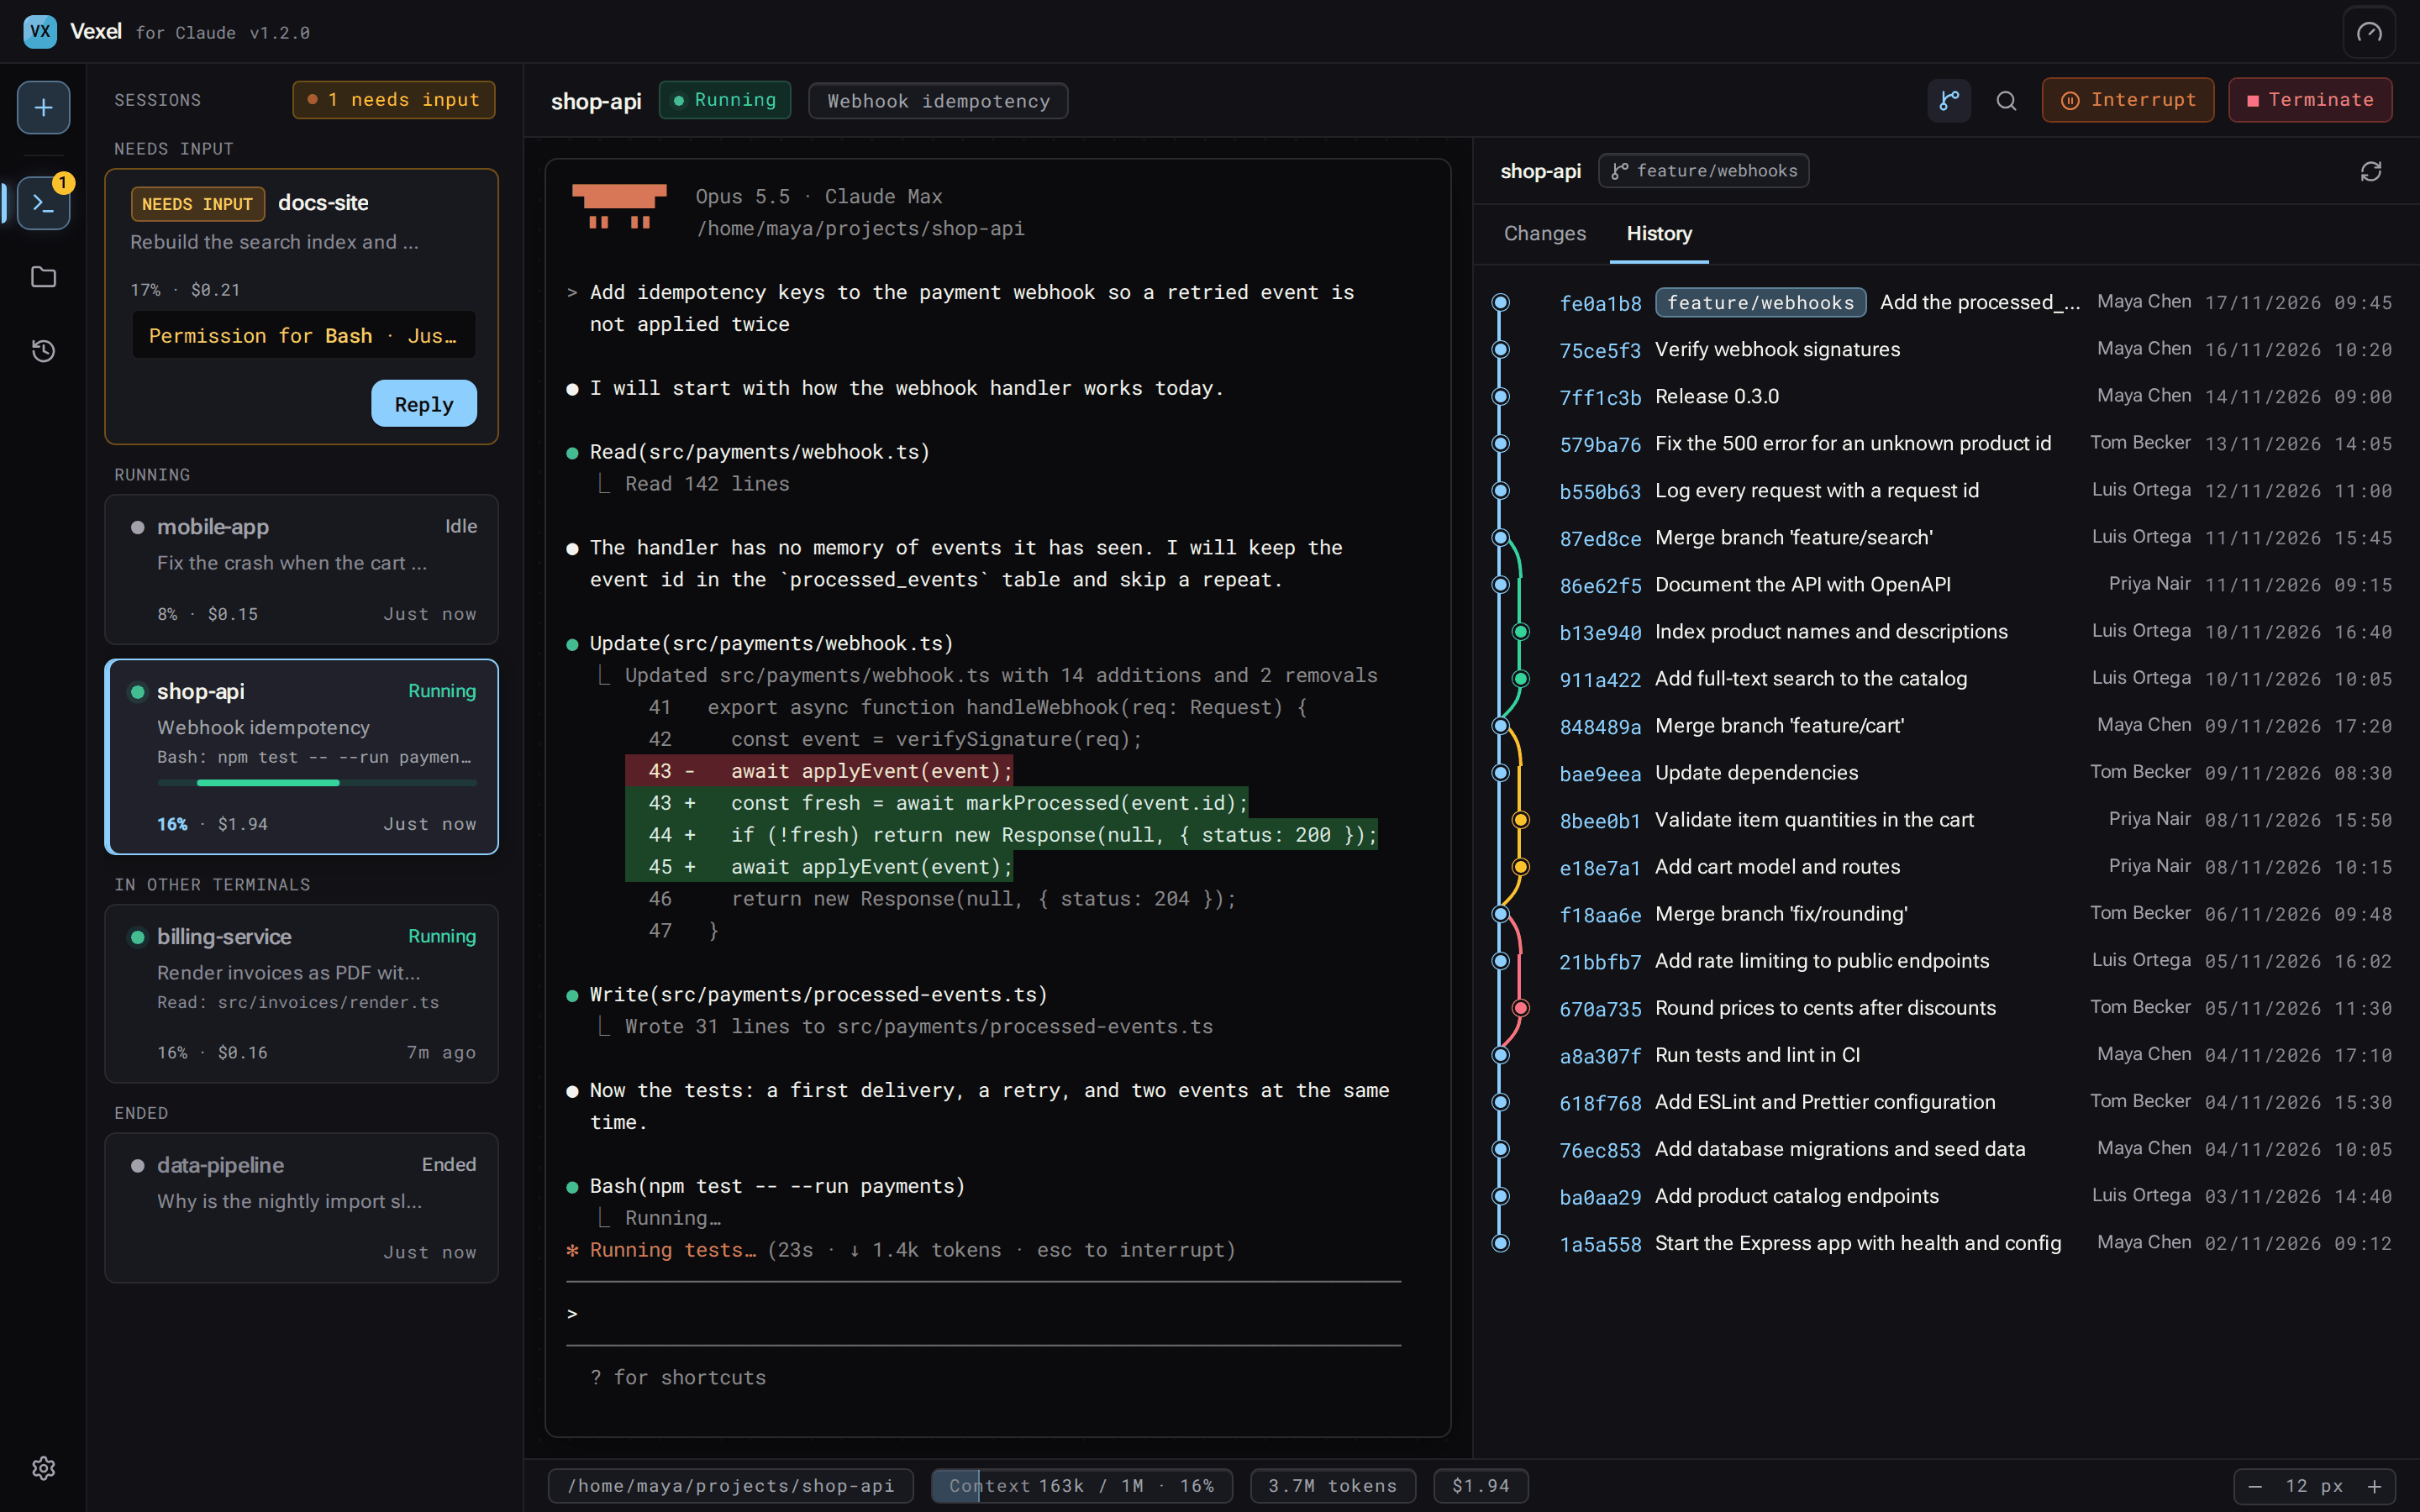 VX Vexel for Claude v1.2.0
SESSIONS
1 needs input
NEEDS INPUT
NEEDS INPUT docs-site
Rebuild the search index and ...
17% · $0.21
Permission for Bash · Jus…
Reply
RUNNING
mobile-app Idle
Fix the crash when the cart ...
8% · $0.15 Just now
shop-api Running
Webhook idempotency
Bash: npm test -- --run paymen…
16% · $1.94 Just now
IN OTHER TERMINALS
billing-service Running
Render invoices as PDF wit...
Read: src/invoices/render.ts
16% · $0.16 7m ago
ENDED
data-pipeline Ended
Why is the nightly import sl...
Just now
1
shop-api Running Webhook idempotency
Interrupt Terminate
Opus 5.5 · Claude Max
/home/maya/projects/shop-api
> Add idempotency keys to the payment webhook so a retried event is
not applied twice
● I will start with how the webhook handler works today.
● Read(src/payments/webhook.ts)
⎿ Read 142 lines
● The handler has no memory of events it has seen. I will keep the
event id in the `processed_events` table and skip a repeat.
● Update(src/payments/webhook.ts)
⎿ Updated src/payments/webhook.ts with 14 additions and 2 removals
41 export async function handleWebhook(req: Request) {
42 const event = verifySignature(req);
43 - await applyEvent(event);
43 + const fresh = await markProcessed(event.id);
44 + if (!fresh) return new Response(null, { status: 200 });
45 + await applyEvent(event);
46 return new Response(null, { status: 204 });
47 }
● Write(src/payments/processed-events.ts)
⎿ Wrote 31 lines to src/payments/processed-events.ts
● Now the tests: a first delivery, a retry, and two events at the same
time.
● Bash(npm test -- --run payments)
⎿ Running…
✻ Running tests… (23s · ↓ 1.4k tokens · esc to interrupt)
>
? for shortcuts
shop-api feature/webhooks
Changes History
fe0a1b8 feature/webhooks Add the processed_... Maya Chen 17/11/2026 09:45
75ce5f3 Verify webhook signatures Maya Chen 16/11/2026 10:20
7ff1c3b Release 0.3.0 Maya Chen 14/11/2026 09:00
579ba76 Fix the 500 error for an unknown product id Tom Becker 13/11/2026 14:05
b550b63 Log every request with a request id Luis Ortega 12/11/2026 11:00
87ed8ce Merge branch 'feature/search' Luis Ortega 11/11/2026 15:45
86e62f5 Document the API with OpenAPI Priya Nair 11/11/2026 09:15
b13e940 Index product names and descriptions Luis Ortega 10/11/2026 16:40
911a422 Add full-text search to the catalog Luis Ortega 10/11/2026 10:05
848489a Merge branch 'feature/cart' Maya Chen 09/11/2026 17:20
bae9eea Update dependencies Tom Becker 09/11/2026 08:30
8bee0b1 Validate item quantities in the cart Priya Nair 08/11/2026 15:50
e18e7a1 Add cart model and routes Priya Nair 08/11/2026 10:15
f18aa6e Merge branch 'fix/rounding' Tom Becker 06/11/2026 09:48
21bbfb7 Add rate limiting to public endpoints Luis Ortega 05/11/2026 16:02
670a735 Round prices to cents after discounts Tom Becker 05/11/2026 11:30
a8a307f Run tests and lint in CI Maya Chen 04/11/2026 17:10
618f768 Add ESLint and Prettier configuration Tom Becker 04/11/2026 15:30
76ec853 Add database migrations and seed data Maya Chen 04/11/2026 10:05
ba0aa29 Add product catalog endpoints Luis Ortega 03/11/2026 14:40
1a5a558 Start the Express app with health and config Maya Chen 02/11/2026 09:12
/home/maya/projects/shop-api Context 163k / 1M · 16% 3.7M tokens $1.94
− 12 px +